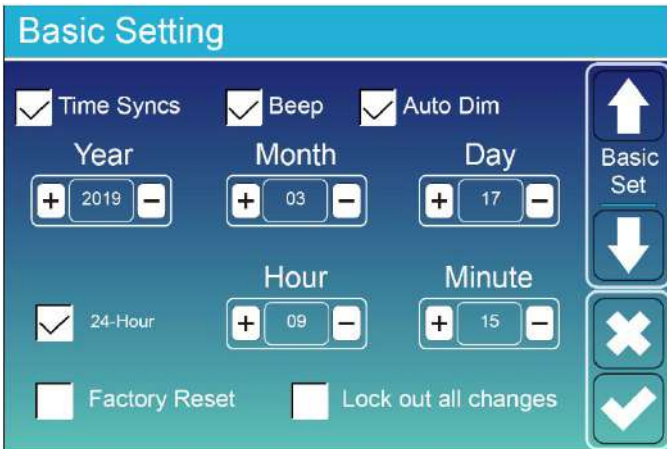 Basic Setting
Time Syncs Beep Auto Dim
Year Month Day
+ 2019 − + 03 − + 17 −
Basic
Set
Hour Minute
24-Hour + 09 − + 15 −
Factory Reset Lock out all changes